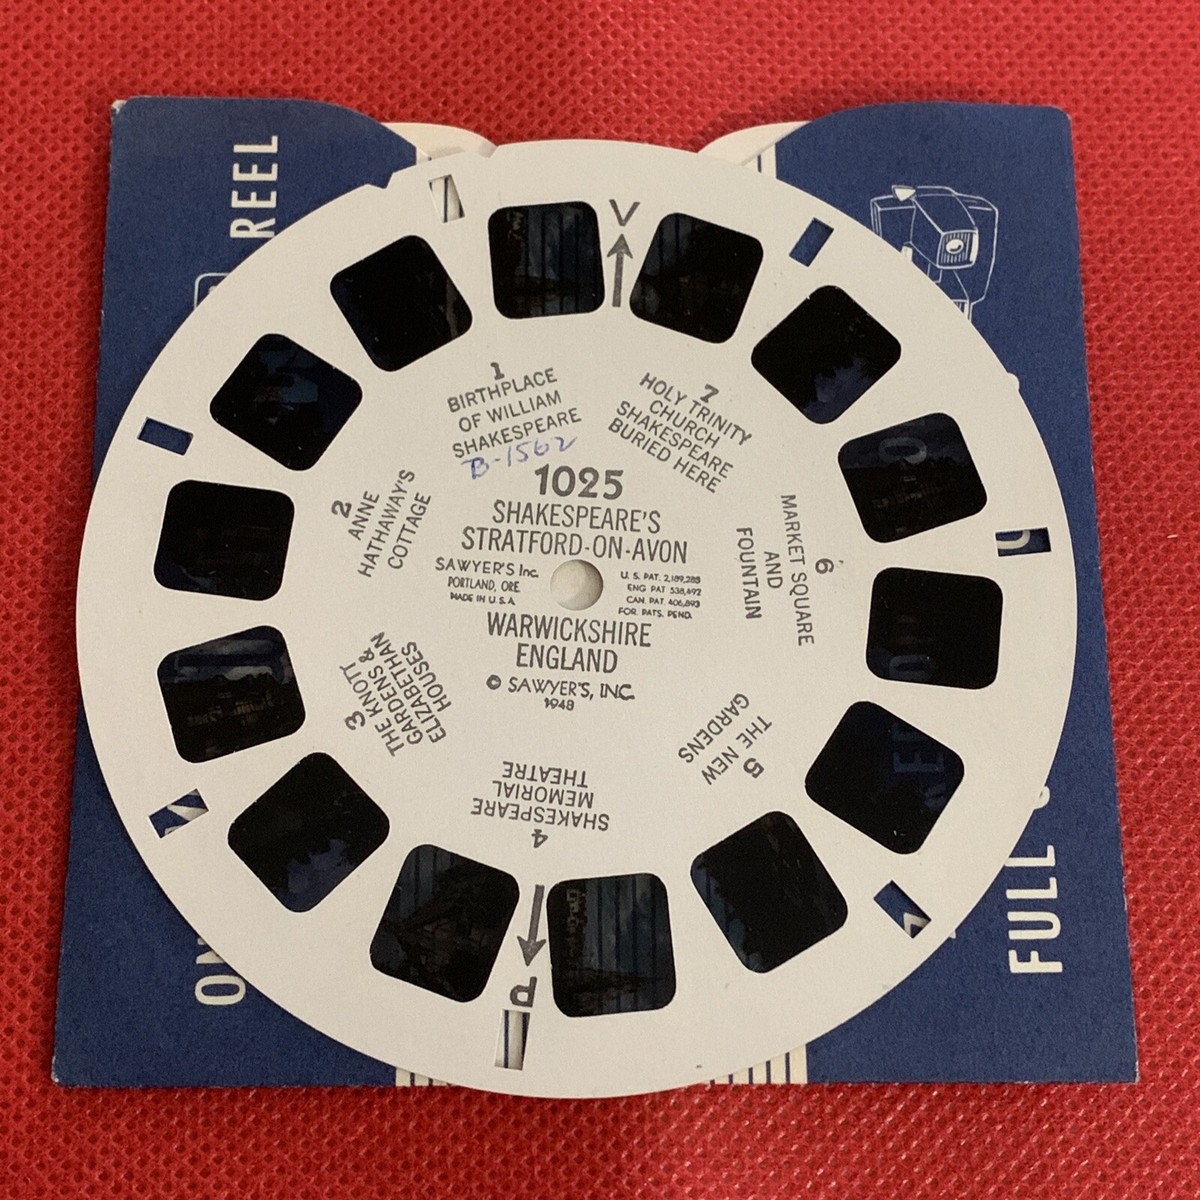 REEL
V
1
BIRTHPLACE
OF WILLIAM
SHAKESPEARE
B-1562
7
HOLY TRINITY
CHURCH
SHAKESPEARE
BURIED HERE
1025
SHAKESPEARE'S
STRATFORD-ON-AVON
SAWYER'S Inc.
PORTLAND, ORE.
MADE IN U.S.A.
U. S. PAT. 2,189,285
ENG PAT 538,492
CAN. PAT. 406,893
FOR. PATS. PEND.
WARWICKSHIRE
ENGLAND
© SAWYER'S, INC.
1948
2
ANNE
HATHAWAY'S
COTTAGE
3
THE KNOTT
GARDENS &
ELIZABETHAN
HOUSES
4
SHAKESPEARE
MEMORIAL
THEATRE
5
THE NEW
GARDENS
6
MARKET SQUARE
AND
FOUNTAIN
P
FULL